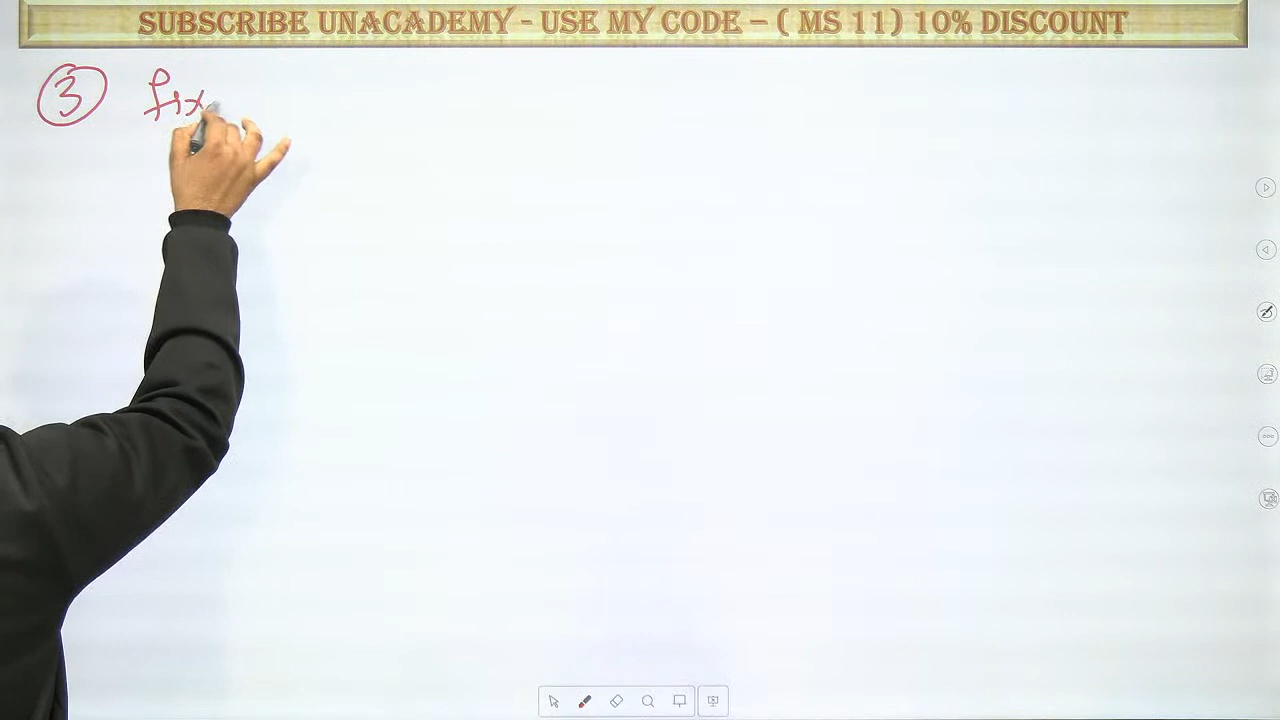 SUBSCRIBE UNACADEMY - USE MY CODE – ( MS 11) 10% DISCOUNT
③ fix